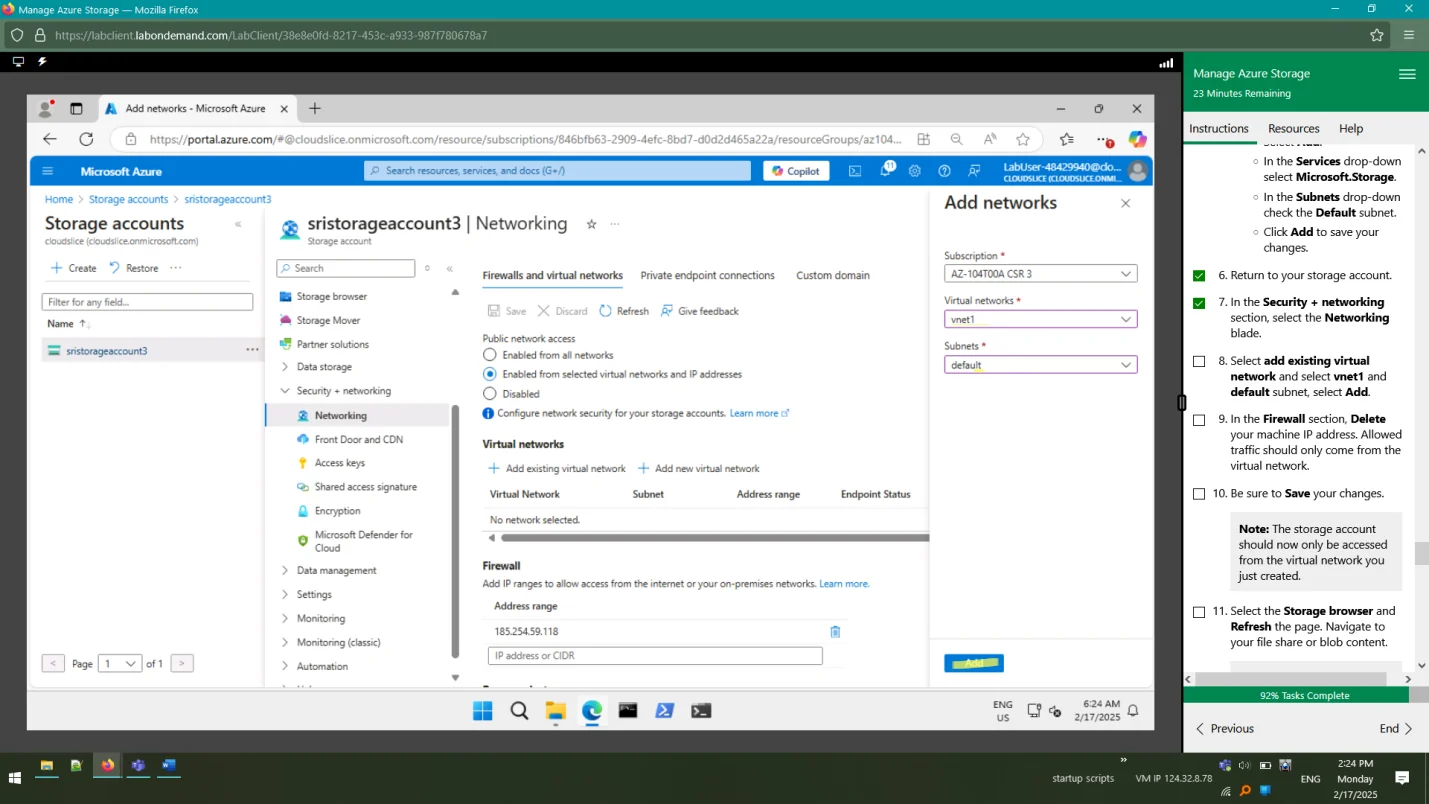 Manage Azure Storage — Mozilla Firefox
https://labclient.labondemand.com/LabClient/38e8e0fd-8217-453c-a933-987f780678a7
Add networks - Microsoft Azure
https://portal.azure.com/#@cloudslice.onmicrosoft.com/resource/subscriptions/846bfb63-2909-4efc-8bd7-d0d2d465a22a/resourceGroups/az104...
Microsoft Azure
Search resources, services, and docs (G+/)
Copilot
11
LabUser-48429940@clo...
CLOUDSLICE (CLOUDSLICE.ONMI...
Home > Storage accounts > sristorageaccount3
Storage accounts
cloudslice (cloudslice.onmicrosoft.com)
Create
Restore
Filter for any field...
Name
sristorageaccount3
Page 1 of 1
sristorageaccount3 | Networking
Storage account
Search
Storage browser
Storage Mover
Partner solutions
Data storage
Security + networking
Networking
Front Door and CDN
Access keys
Shared access signature
Encryption
Microsoft Defender for
Cloud
Data management
Settings
Monitoring
Monitoring (classic)
Automation
Firewalls and virtual networks Private endpoint connections Custom domain
Save Discard Refresh Give feedback
Public network access
Enabled from all networks
Enabled from selected virtual networks and IP addresses
Disabled
Configure network security for your storage accounts. Learn more
Virtual networks
Add existing virtual network Add new virtual network
Virtual Network Subnet Address range Endpoint Status
No network selected.
Firewall
Add IP ranges to allow access from the internet or your on-premises networks. Learn more.
Address range
185.254.59.118
IP address or CIDR
Add networks
Subscription *
AZ-104T00A CSR 3
Virtual networks *
vnet1
Subnets *
default
Add
ENG
US
6:24 AM
2/17/2025
Manage Azure Storage
23 Minutes Remaining
Instructions Resources Help
Select Add.
In the Services drop-down
select Microsoft.Storage.
In the Subnets drop-down
check the Default subnet.
Click Add to save your
changes.
6. Return to your storage account.
7. In the Security + networking
section, select the Networking
blade.
8. Select add existing virtual
network and select vnet1 and
default subnet, select Add.
9. In the Firewall section, Delete
your machine IP address. Allowed
traffic should only come from the
virtual network.
10. Be sure to Save your changes.
Note: The storage account
should now only be accessed
from the virtual network you
just created.
11. Select the Storage browser and
Refresh the page. Navigate to
your file share or blob content.
92% Tasks Complete
Previous
End
startup scripts
VM IP 124.32.8.78
ENG
2:24 PM
Monday
2/17/2025